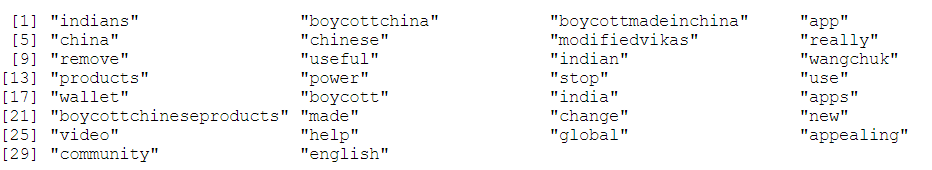 [1] "indians" "boycottchina" "boycottmadeinchina" "app"
[5] "china" "chinese" "modifiedvikas" "really"
[9] "remove" "useful" "indian" "wangchuk"
[13] "products" "power" "stop" "use"
[17] "wallet" "boycott" "india" "apps"
[21] "boycottchineseproducts" "made" "change" "new"
[25] "video" "help" "global" "appealing"
[29] "community" "english"